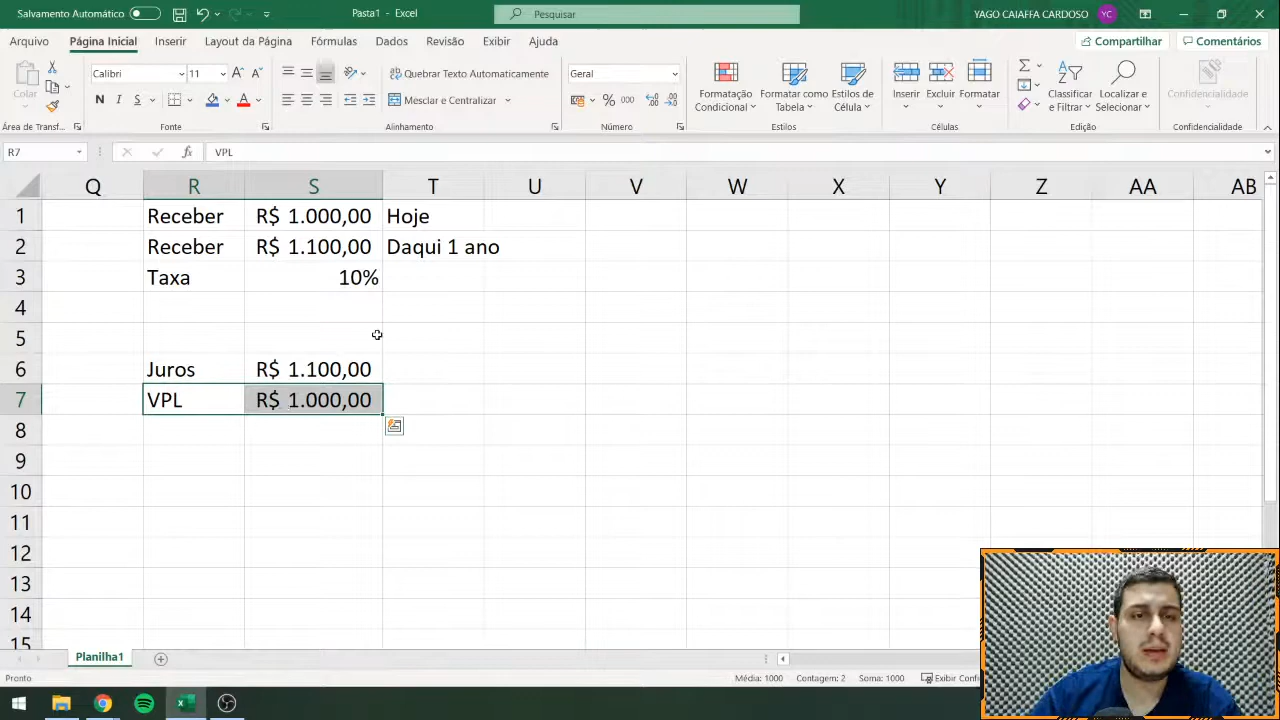 Salvamento Automático
Pasta1 - Excel
Pesquisar
YAGO CAIAFFA CARDOSO
YC
Arquivo
Página Inicial
Inserir
Layout da Página
Fórmulas
Dados
Revisão
Exibir
Ajuda
Compartilhar
Comentários
Colar
Calibri
11
Quebrar Texto Automaticamente
Geral
N I S
Mesclar e Centralizar
% 000
Formatação Condicional
Formatar como Tabela
Estilos de Célula
Inserir
Excluir
Formatar
Classificar e Filtrar
Localizar e Selecionar
Confidencialidade
Área de Transf...
Fonte
Alinhamento
Número
Estilos
Células
Edição
Confidencialidade
R7
fx
VPL
Q R S T U V W X Y Z AA AB
1 Receber R$ 1.000,00 Hoje
2 Receber R$ 1.100,00 Daqui 1 ano
3 Taxa 10%
4
5
6 Juros R$ 1.100,00
7 VPL R$ 1.000,00
8
9
10
11
12
13
14
15
Planilha1
Pronto
Média: 1000
Contagem: 2
Soma: 1000
Exibir Confi